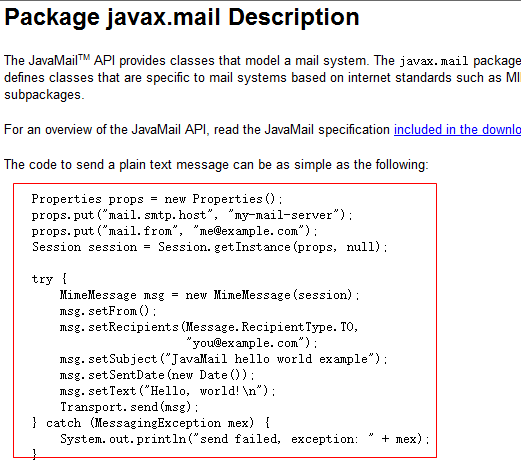 Package javax.mail Description
The JavaMail™ API provides classes that model a mail system. The javax.mail package
defines classes that are specific to mail systems based on internet standards such as MI
subpackages.
For an overview of the JavaMail API, read the JavaMail specification included in the downlo
The code to send a plain text message can be as simple as the following:
Properties props = new Properties();
props.put("mail.smtp.host", "my-mail-server");
props.put("mail.from", "me@example.com");
Session session = Session.getInstance(props, null);
try {
MimeMessage msg = new MimeMessage(session);
msg.setFrom();
msg.setRecipients(Message.RecipientType.TO,
"you@example.com");
msg.setSubject("JavaMail hello world example");
msg.setSentDate(new Date());
msg.setText("Hello, world!\n");
Transport.send(msg);
} catch (MessagingException mex) {
System.out.println("send failed, exception: " + mex);
}